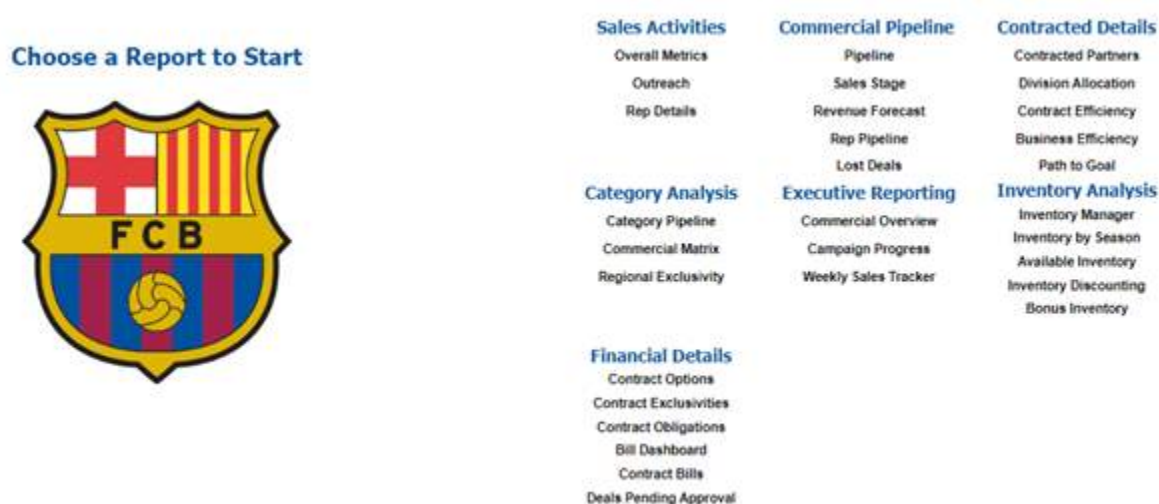 Choose a Report to Start
FCB
Sales Activities
Overall Metrics
Outreach
Rep Details
Commercial Pipeline
Pipeline
Sales Stage
Revenue Forecast
Rep Pipeline
Lost Deals
Contracted Details
Contracted Partners
Division Allocation
Contract Efficiency
Business Efficiency
Path to Goal
Category Analysis
Category Pipeline
Commercial Matrix
Regional Exclusivity
Executive Reporting
Commercial Overview
Campaign Progress
Weekly Sales Tracker
Inventory Analysis
Inventory Manager
Inventory by Season
Available Inventory
Inventory Discounting
Bonus Inventory
Financial Details
Contract Options
Contract Exclusivities
Contract Obligations
Bill Dashboard
Contract Bills
Deals Pending Approval